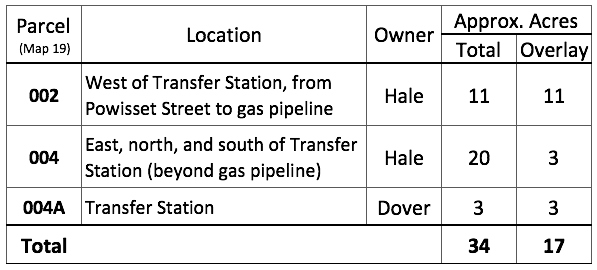 Parcel (Map 19) Location Owner Approx. Acres
Total Overlay
002 West of Transfer Station, from Powisset Street to gas pipeline Hale 11 11
004 East, north, and south of Transfer Station (beyond gas pipeline) Hale 20 3
004A Transfer Station Dover 3 3
Total 34 17